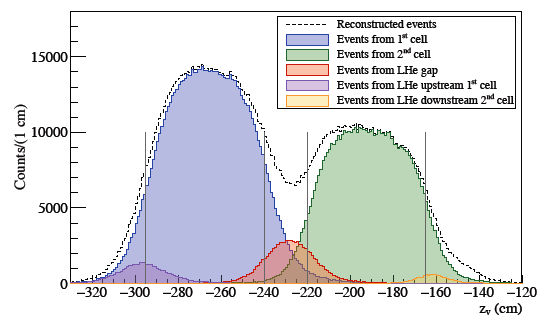 Reconstructed events
Events from 1st cell
Events from 2nd cell
Events from LHe gap
Events from LHe upstream 1st cell
Events from LHe downstream 2nd cell
Counts/(1 cm)
15000
10000
5000
0
−320 −300 −280 −260 −240 −220 −200 −180 −160 −140 −120
zv (cm)